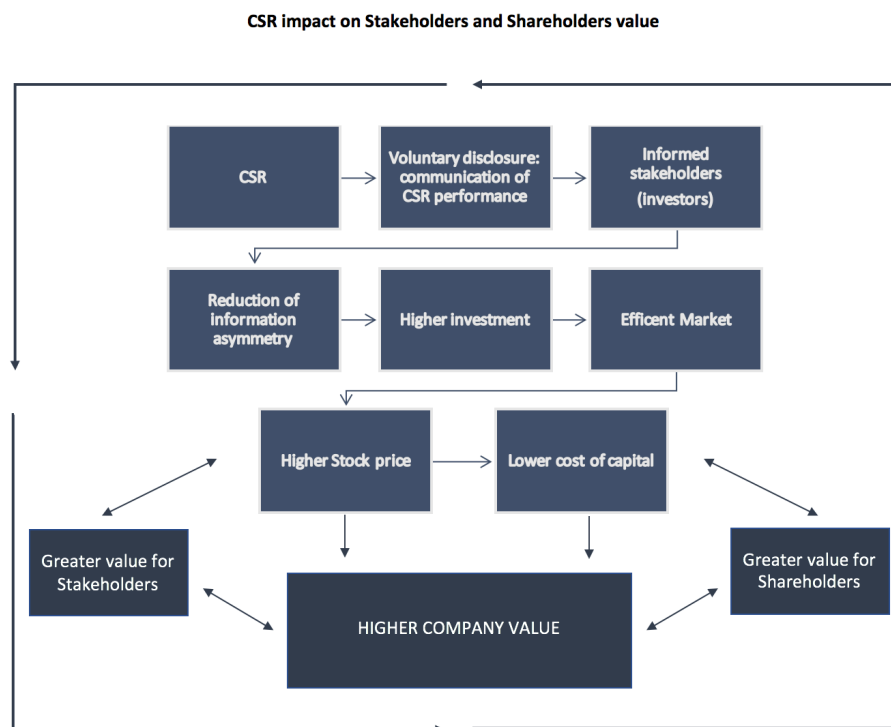 CSR impact on Stakeholders and Shareholders value
CSR
Voluntary disclosure:
communication of
CSR performance
Informed
stakeholders
(investors)
Reduction of
information
asymmetry
Higher investment
Efficent Market
Higher Stock price
Lower cost of capital
Greater value for
Stakeholders
Greater value for
Shareholders
HIGHER COMPANY VALUE